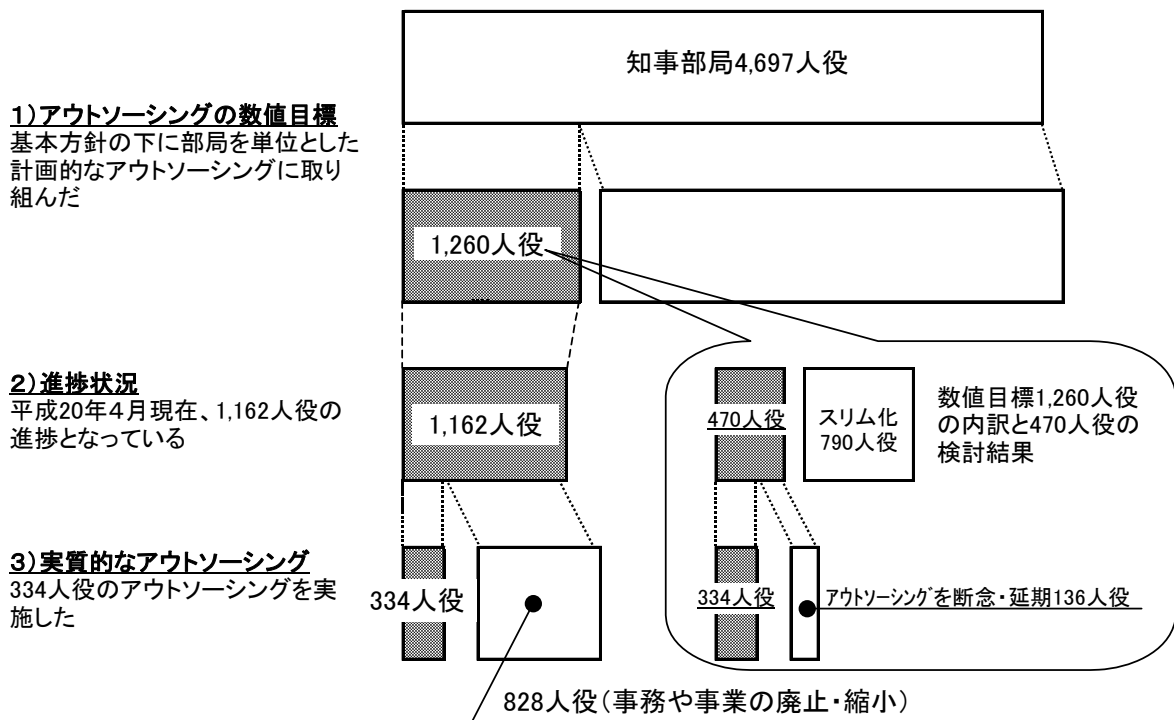 知事部局4,697人役
１）アウトソーシングの数値目標
基本方針の下に部局を単位とした
計画的なアウトソーシングに取り
組んだ
1,260人役
２）進捗状況
平成20年４月現在、1,162人役の
進捗となっている
1,162人役
470人役
スリム化
790人役
数値目標1,260人役
の内訳と470人役の
検討結果
３）実質的なアウトソーシング
334人役のアウトソーシングを実
施した
334人役
334人役
アウトソーシングを断念・延期136人役
828人役（事務や事業の廃止・縮小）